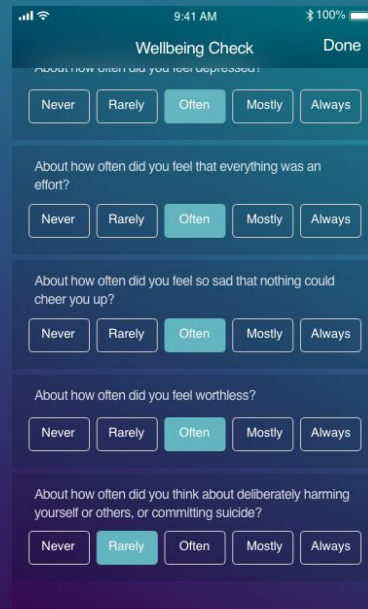 9:41 AM 100%
Wellbeing Check Done
About how often did you feel depressed?
Never Rarely Often Mostly Always
About how often did you feel that everything was an
effort?
Never Rarely Often Mostly Always
About how often did you feel so sad that nothing could
cheer you up?
Never Rarely Often Mostly Always
About how often did you feel worthless?
Never Rarely Often Mostly Always
About how often did you think about deliberately harming
yourself or others, or committing suicide?
Never Rarely Often Mostly Always